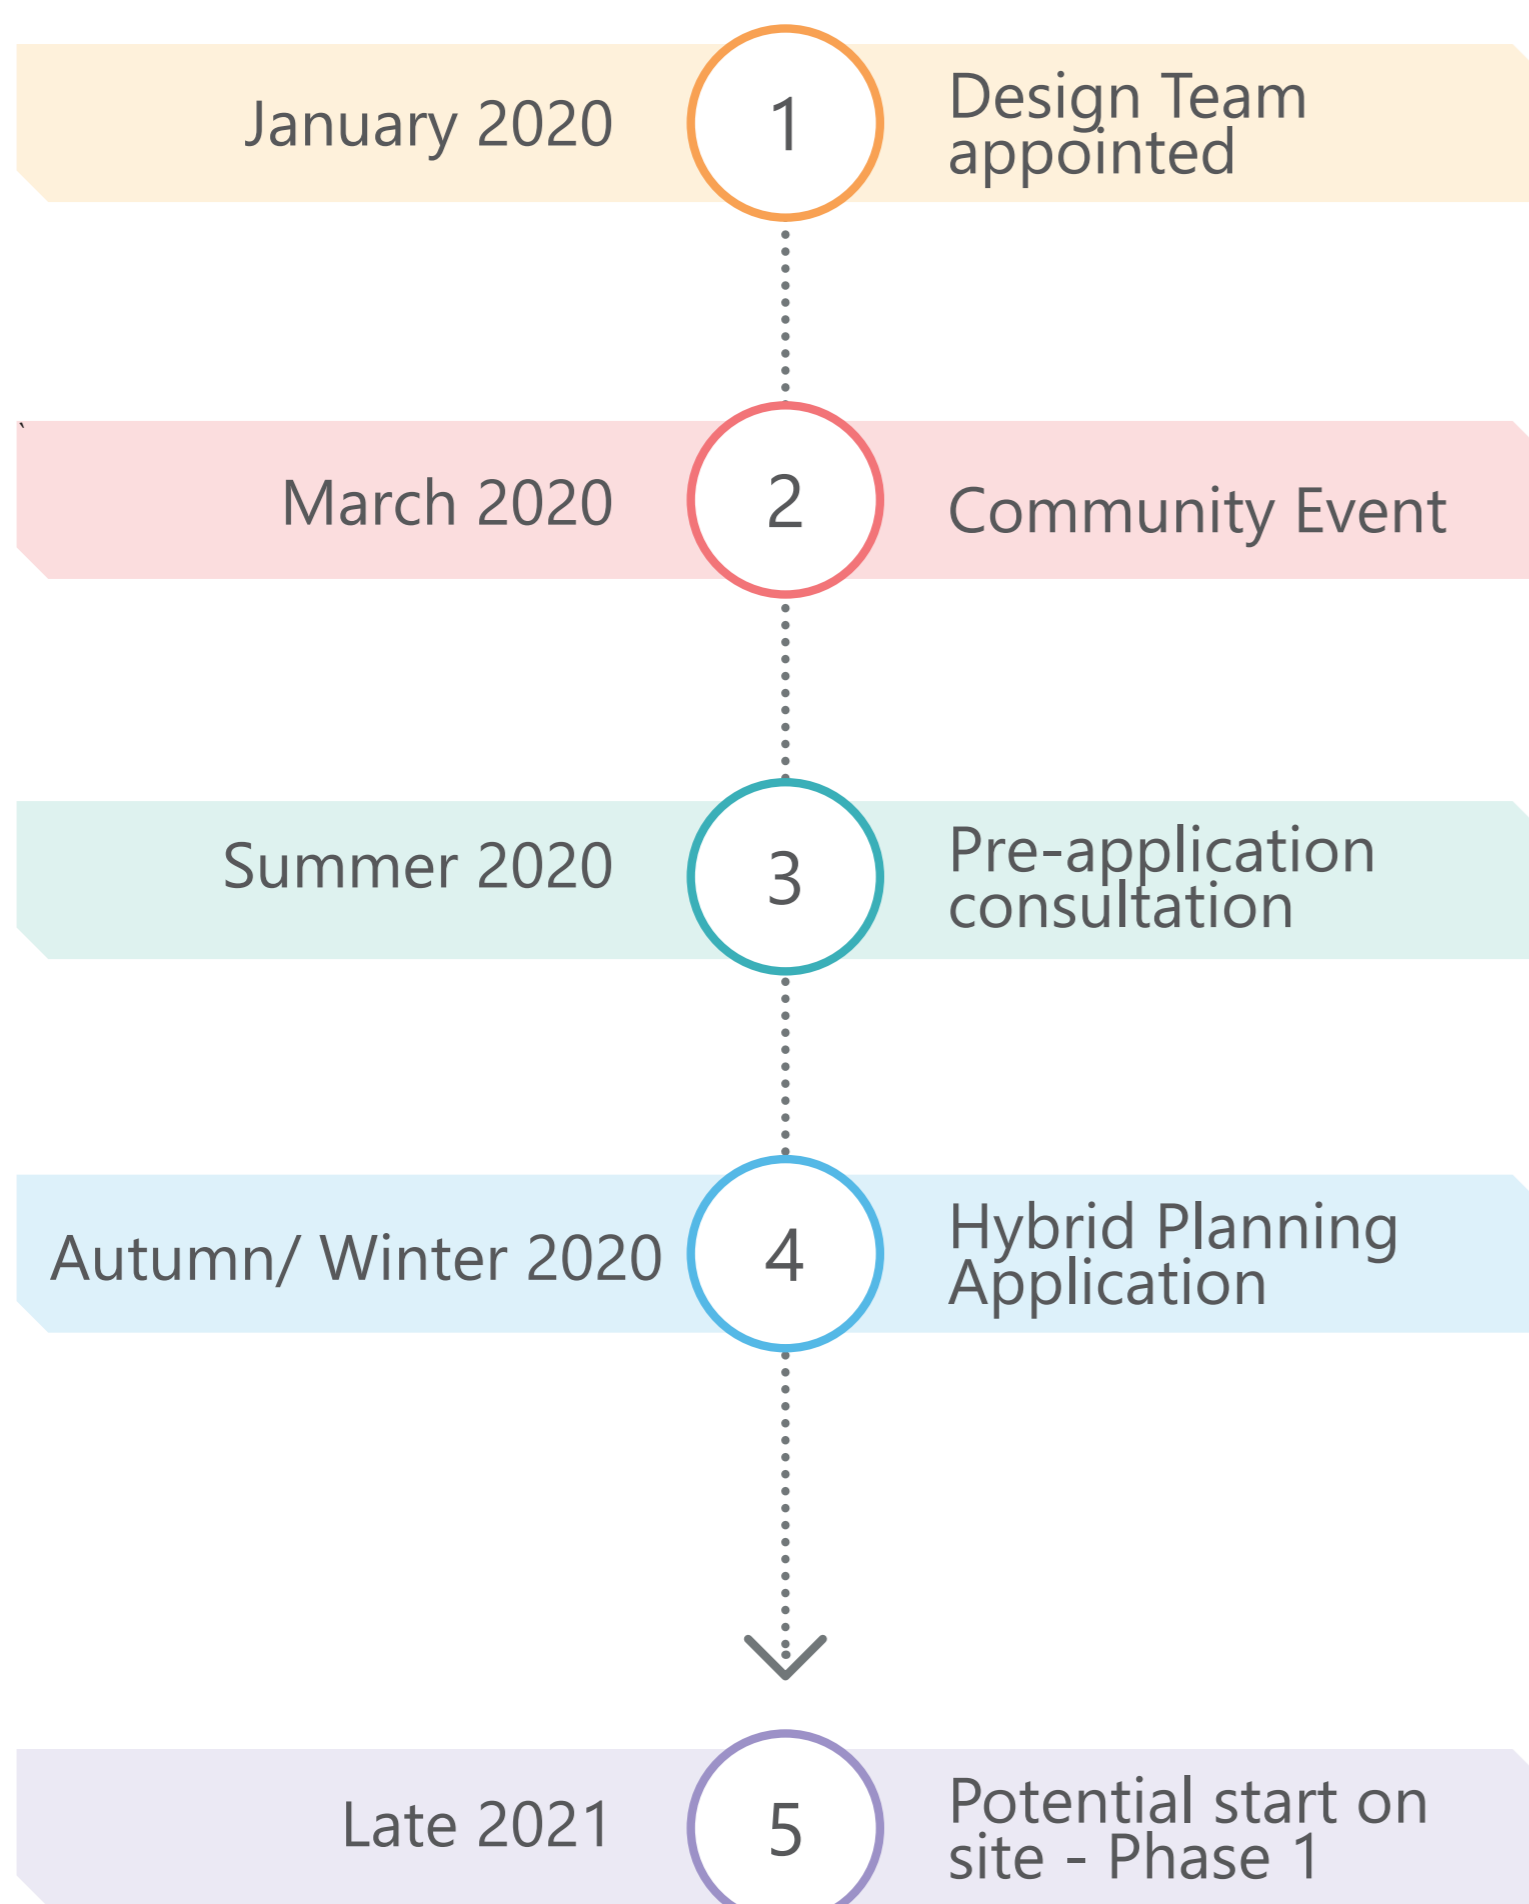 January 2020
1
Design Team
appointed
`
March 2020
2
Community Event
Summer 2020
3
Pre-application
consultation
Autumn/ Winter 2020
4
Hybrid Planning
Application
Late 2021
5
Potential start on
site - Phase 1